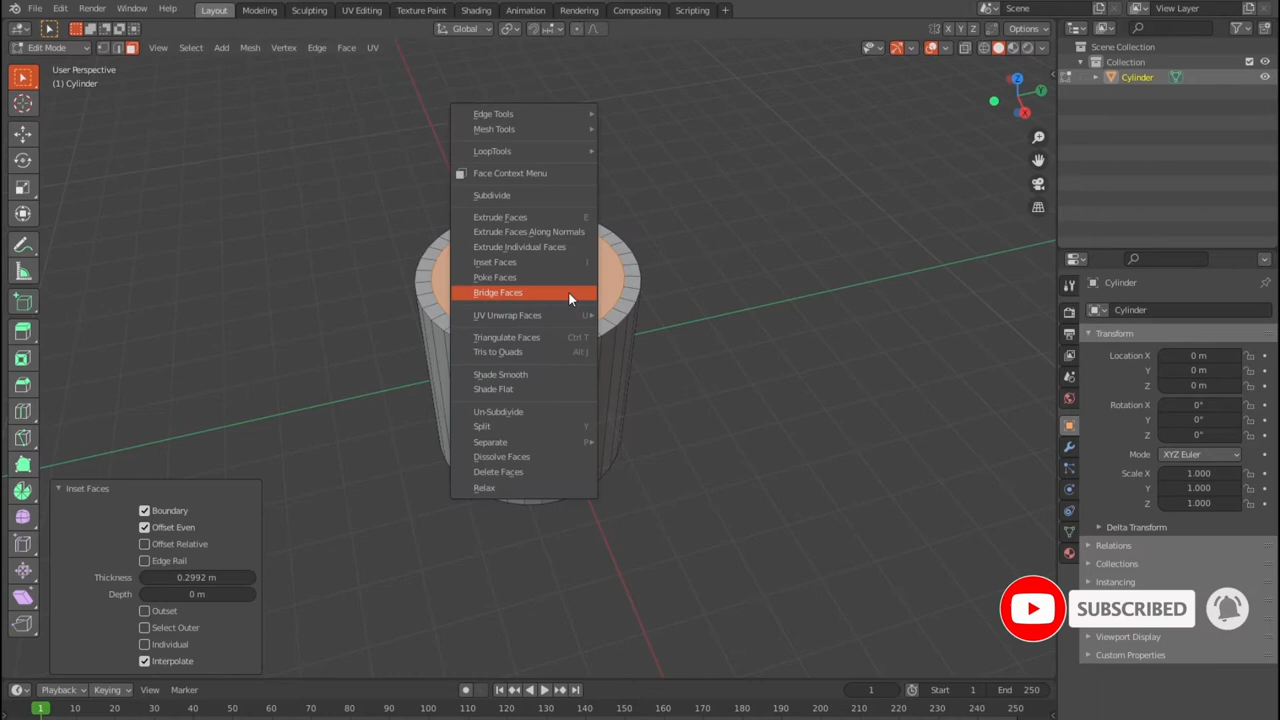 File Edit Render Window Help Layout Modeling Sculpting UV Editing Texture Paint Shading Animation Rendering Compositing Scripting + Scene View Layer
Global Options
Edit Mode View Select Add Mesh Vertex Edge Face UV X Y Z
User Perspective
(1) Cylinder
Scene Collection
Collection
Cylinder
Z
Y
X
Edge Tools
Mesh Tools
LoopTools
Face Context Menu
Subdivide
Extrude Faces E
Extrude Faces Along Normals
Extrude Individual Faces
Inset Faces I
Poke Faces
Bridge Faces
UV Unwrap Faces U
Triangulate Faces Ctrl T
Tris to Quads Alt J
Shade Smooth
Shade Flat
Un-Subdivide
Split Y
Separate P
Dissolve Faces
Delete Faces
Relax
Inset Faces
Boundary
Offset Even
Offset Relative
Edge Rail
Thickness 0.2992 m
Depth 0 m
Outset
Select Outer
Individual
Interpolate
Cylinder
Cylinder
Transform
Location X 0 m
Y 0 m
Z 0 m
Rotation X 0°
Y 0°
Z 0°
Mode XYZ Euler
Scale X 1.000
Y 1.000
Z 1.000
Delta Transform
Relations
Collections
Instancing
SUBSCRIBED
Viewport Display
Custom Properties
Playback Keying View Marker 1 Start 1 End 250
1 10 20 30 40 50 60 70 80 90 100 110 120 130 140 150 160 170 180 190 200 210 220 230 240 250